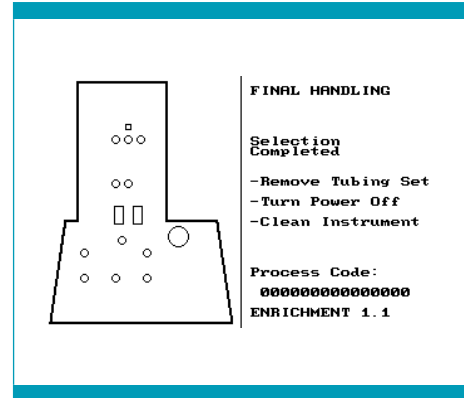 FINAL HANDLING
Selection
Completed
-Remove Tubing Set
-Turn Power Off
-Clean Instrument
Process Code:
000000000000000
ENRICHMENT 1.1